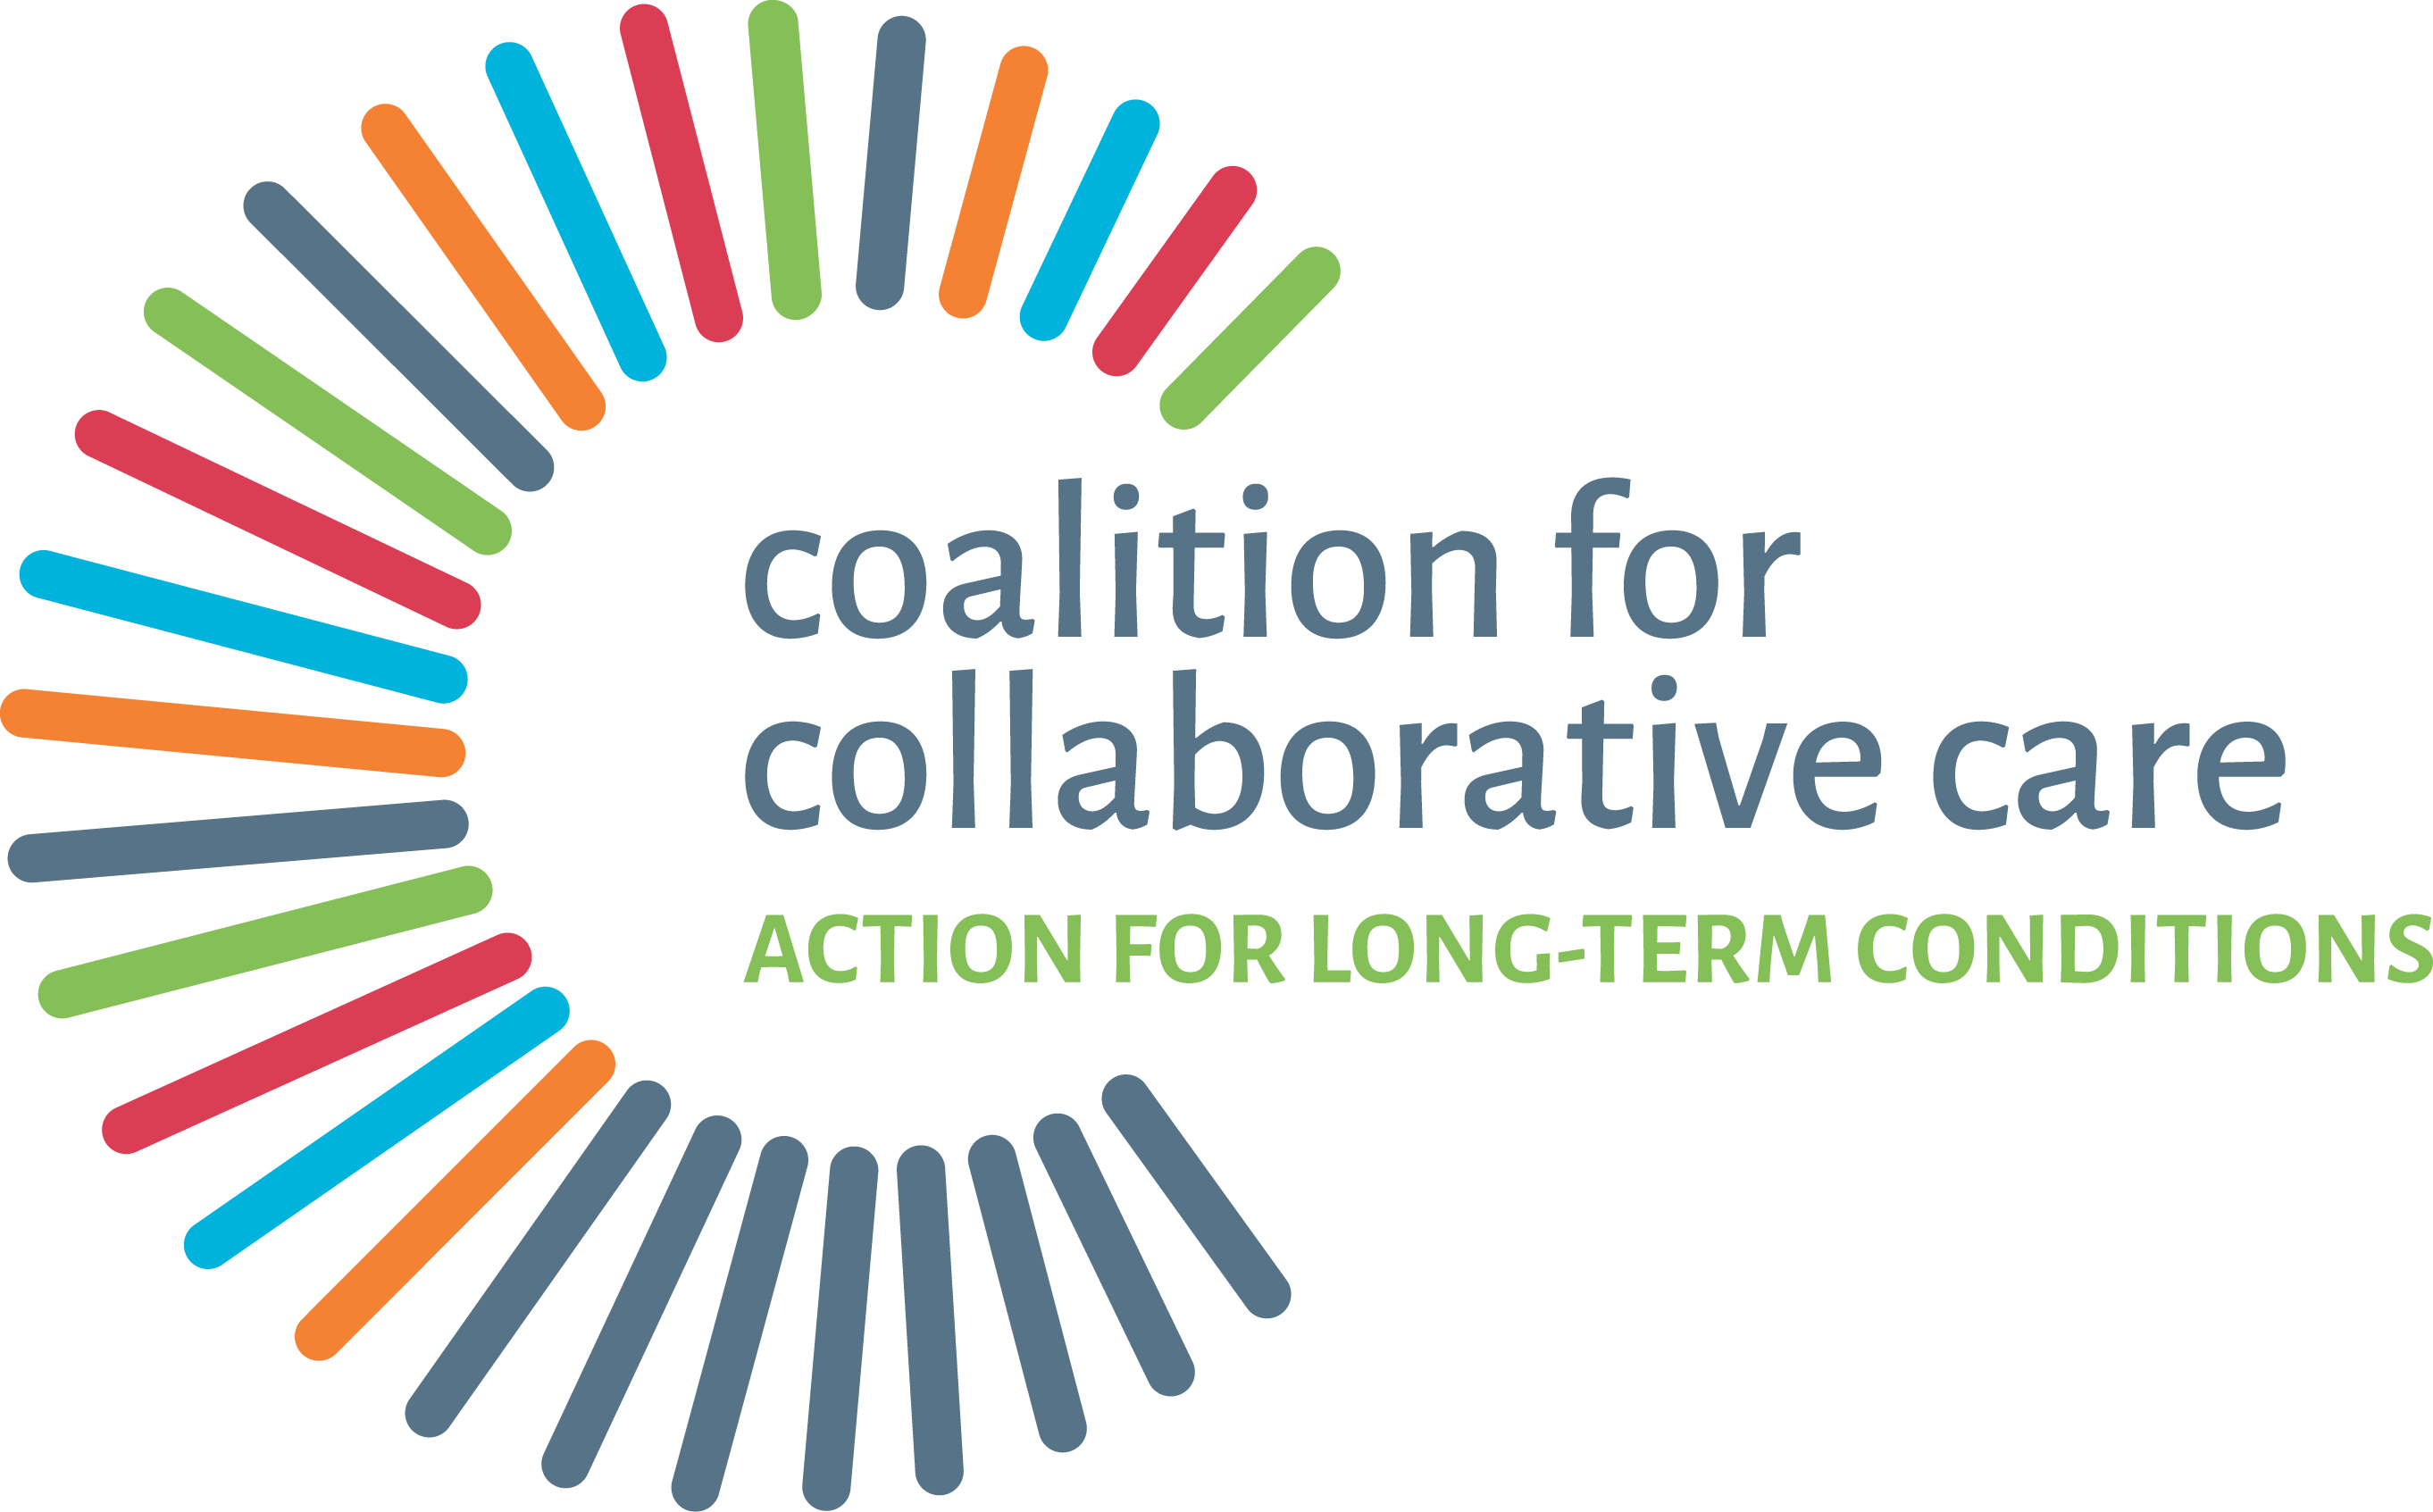 coalition for
collaborative care
ACTION FOR LONG-TERM CONDITIONS